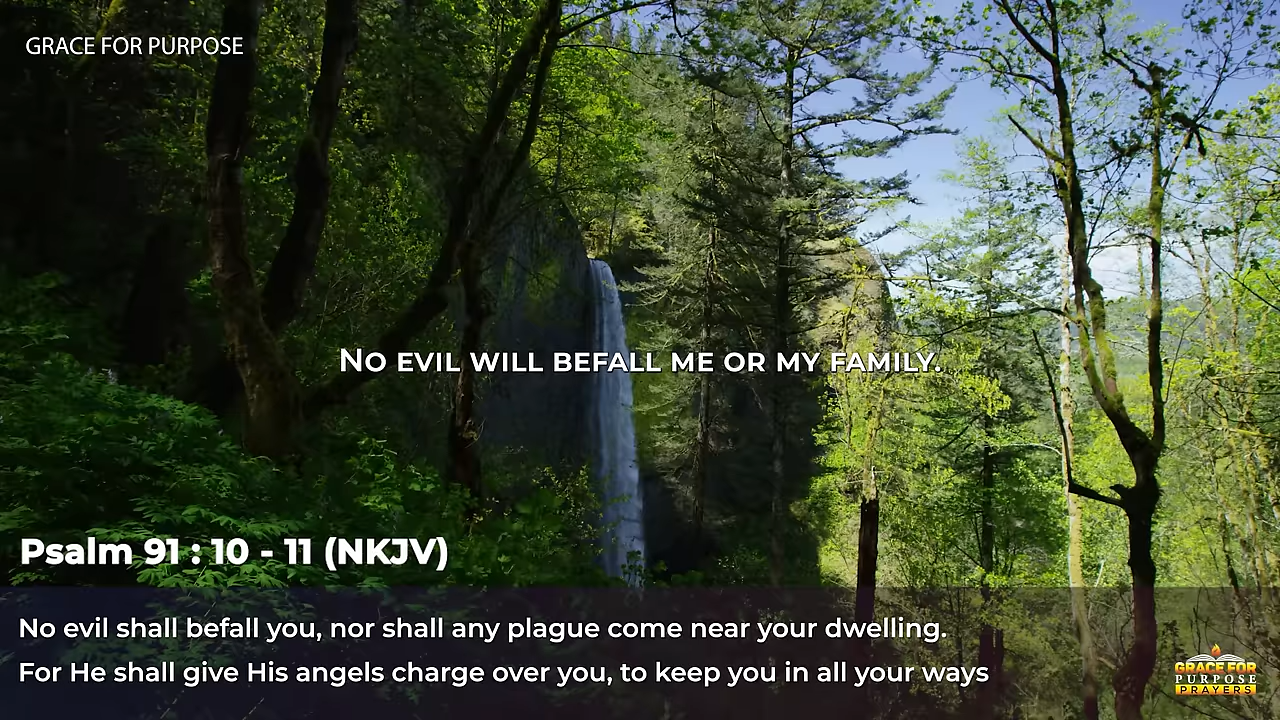 GRACE FOR PURPOSE
No evil will befall me or my family.
Psalm 91 : 10 - 11 (NKJV)
No evil shall befall you, nor shall any plague come near your dwelling.
For He shall give His angels charge over you, to keep you in all your ways
GRACE FOR
PURPOSE
PRAYERS